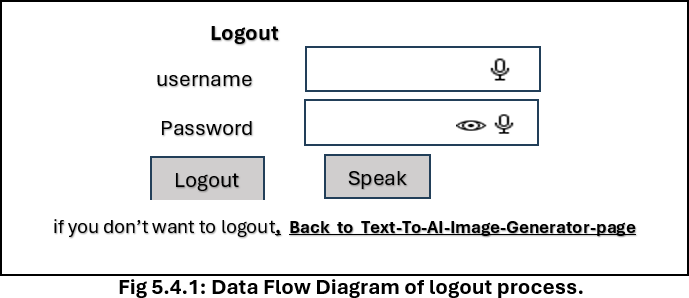 Logout
username
Password
Logout Speak
if you don’t want to logout, Back to Text-To-AI-Image-Generator-page
Fig 5.4.1: Data Flow Diagram of logout process.